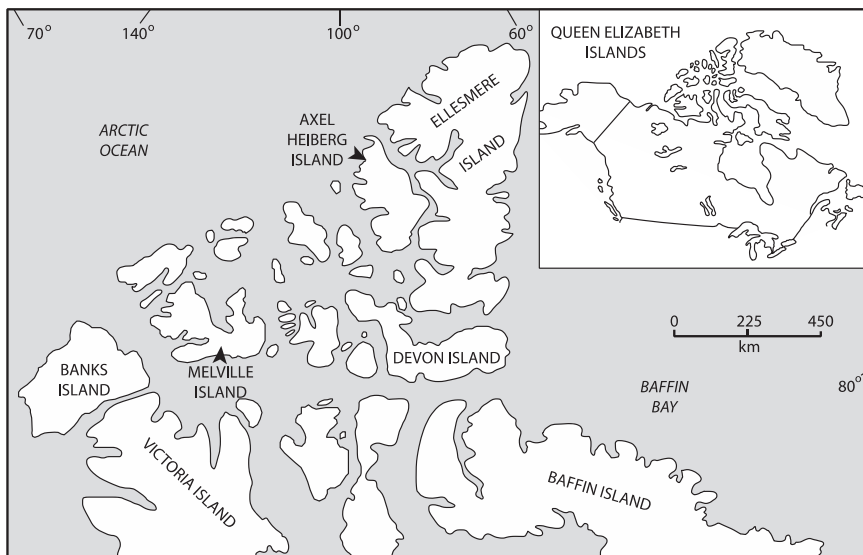 70°
140°
100°
60°
QUEEN ELIZABETH
ISLANDS
ARCTIC
OCEAN
AXEL
HEIBERG
ISLAND
ELLESMERE
ISLAND
0
225
450
km
BANKS
ISLAND
MELVILLE
ISLAND
DEVON ISLAND
BAFFIN
BAY
80°
VICTORIA ISLAND
BAFFIN ISLAND